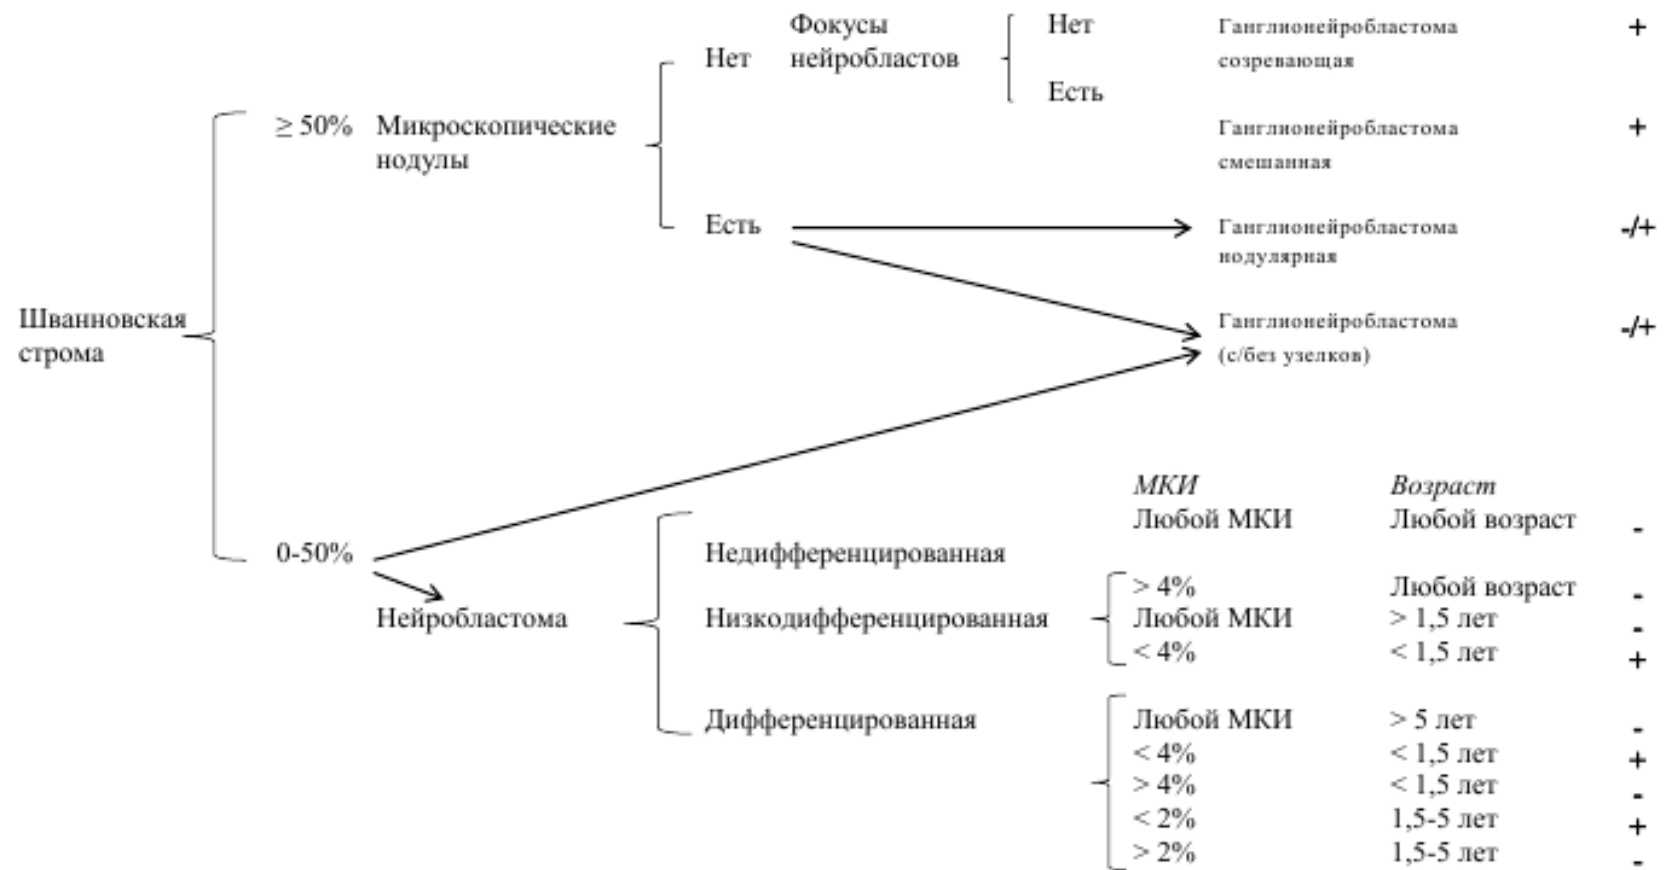 Фокусы Нет Ганглионейробластома +
Нет нейробластов созревающая
Есть
≥ 50% Микроскопические Ганглионейробластома +
нодулы смешанная
Есть Ганглионейробластома -/+
нодулярная
Шванновская Ганглионейробластома -/+
строма (с/без узелков)
МКИ Возраст
Любой МКИ Любой возраст -
0-50% Недифференцированная
> 4% Любой возраст -
Нейробластома Низкодифференцированная Любой МКИ > 1,5 лет -
< 4% < 1,5 лет +
Дифференцированная Любой МКИ > 5 лет -
< 4% < 1,5 лет +
> 4% < 1,5 лет -
< 2% 1,5-5 лет +
> 2% 1,5-5 лет -